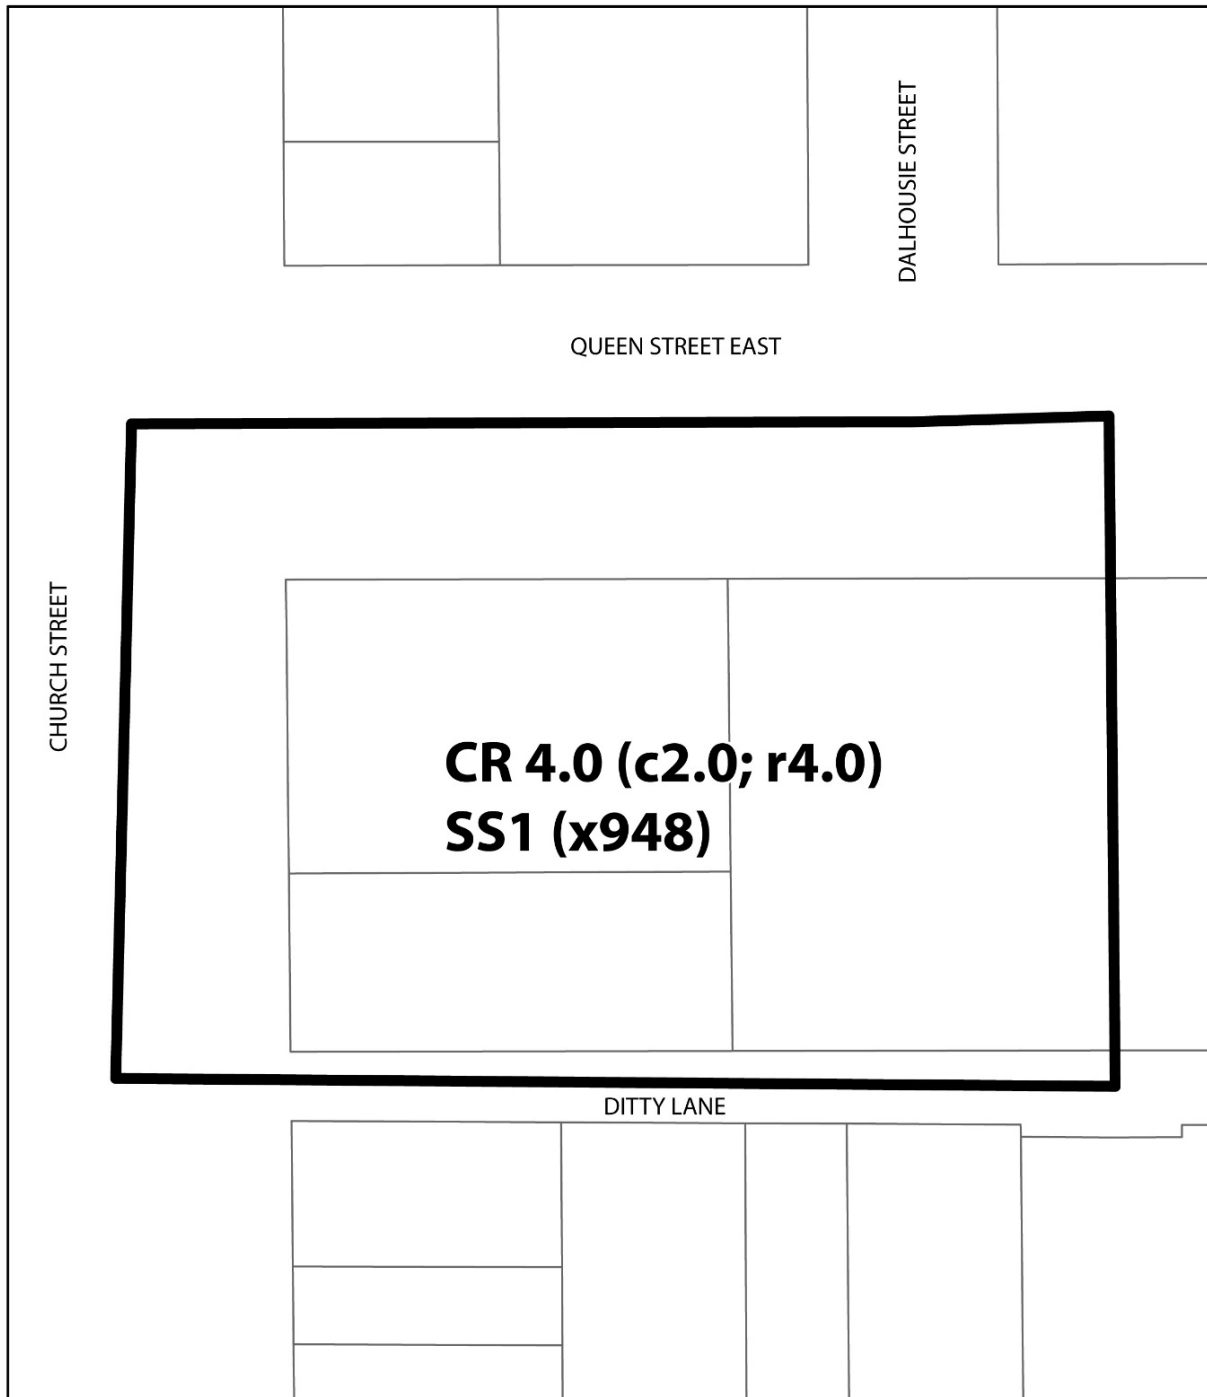 DALHOUSIE STREET
QUEEN STREET EAST
CHURCH STREET
CR 4.0 (c2.0; r4.0)
SS1 (x948)
DITTY LANE